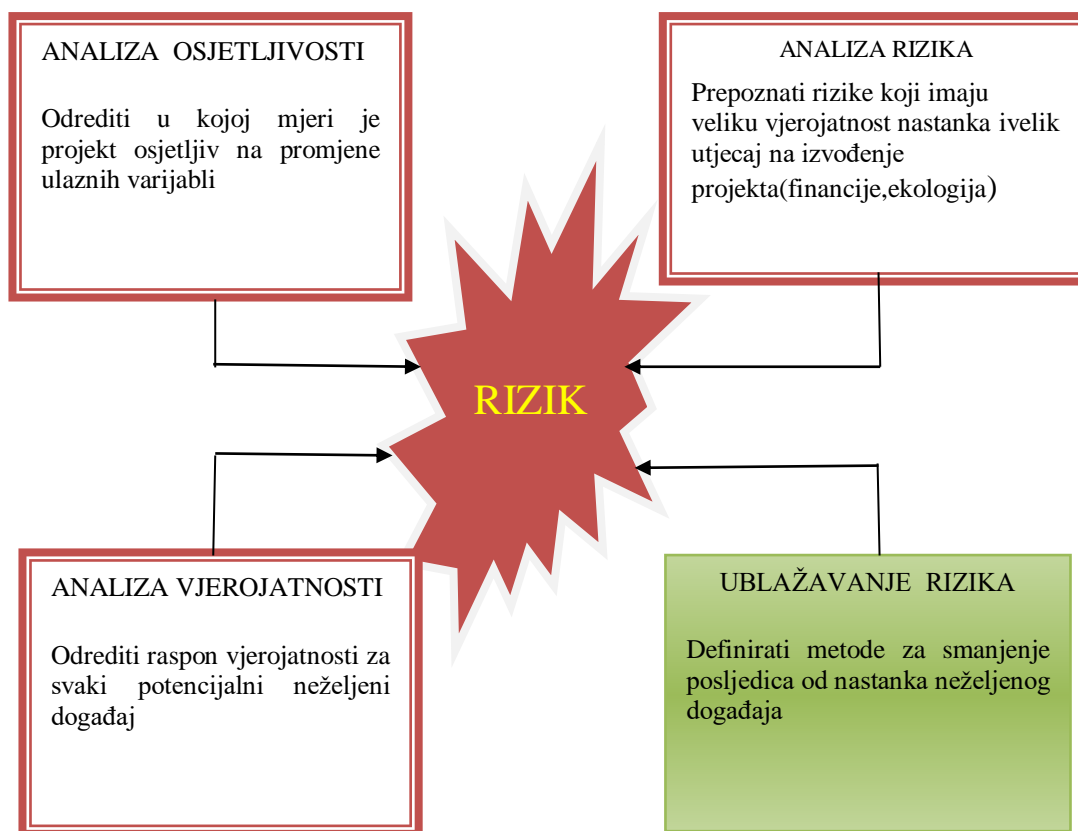 ANALIZA OSJETLJIVOSTI
Odrediti u kojoj mjeri je
projekt osjetljiv na promjene
ulaznih varijabli
ANALIZA RIZIKA
Prepoznati rizike koji imaju
veliku vjerojatnost nastanka ivelik
utjecaj na izvođenje
projekta(financije,ekologija)
RIZIK
ANALIZA VJEROJATNOSTI
Odrediti raspon vjerojatnosti za
svaki potencijalni neželjeni
događaj
UBLAŽAVANJE RIZIKA
Definirati metode za smanjenje
posljedica od nastanka neželjenog
događaja